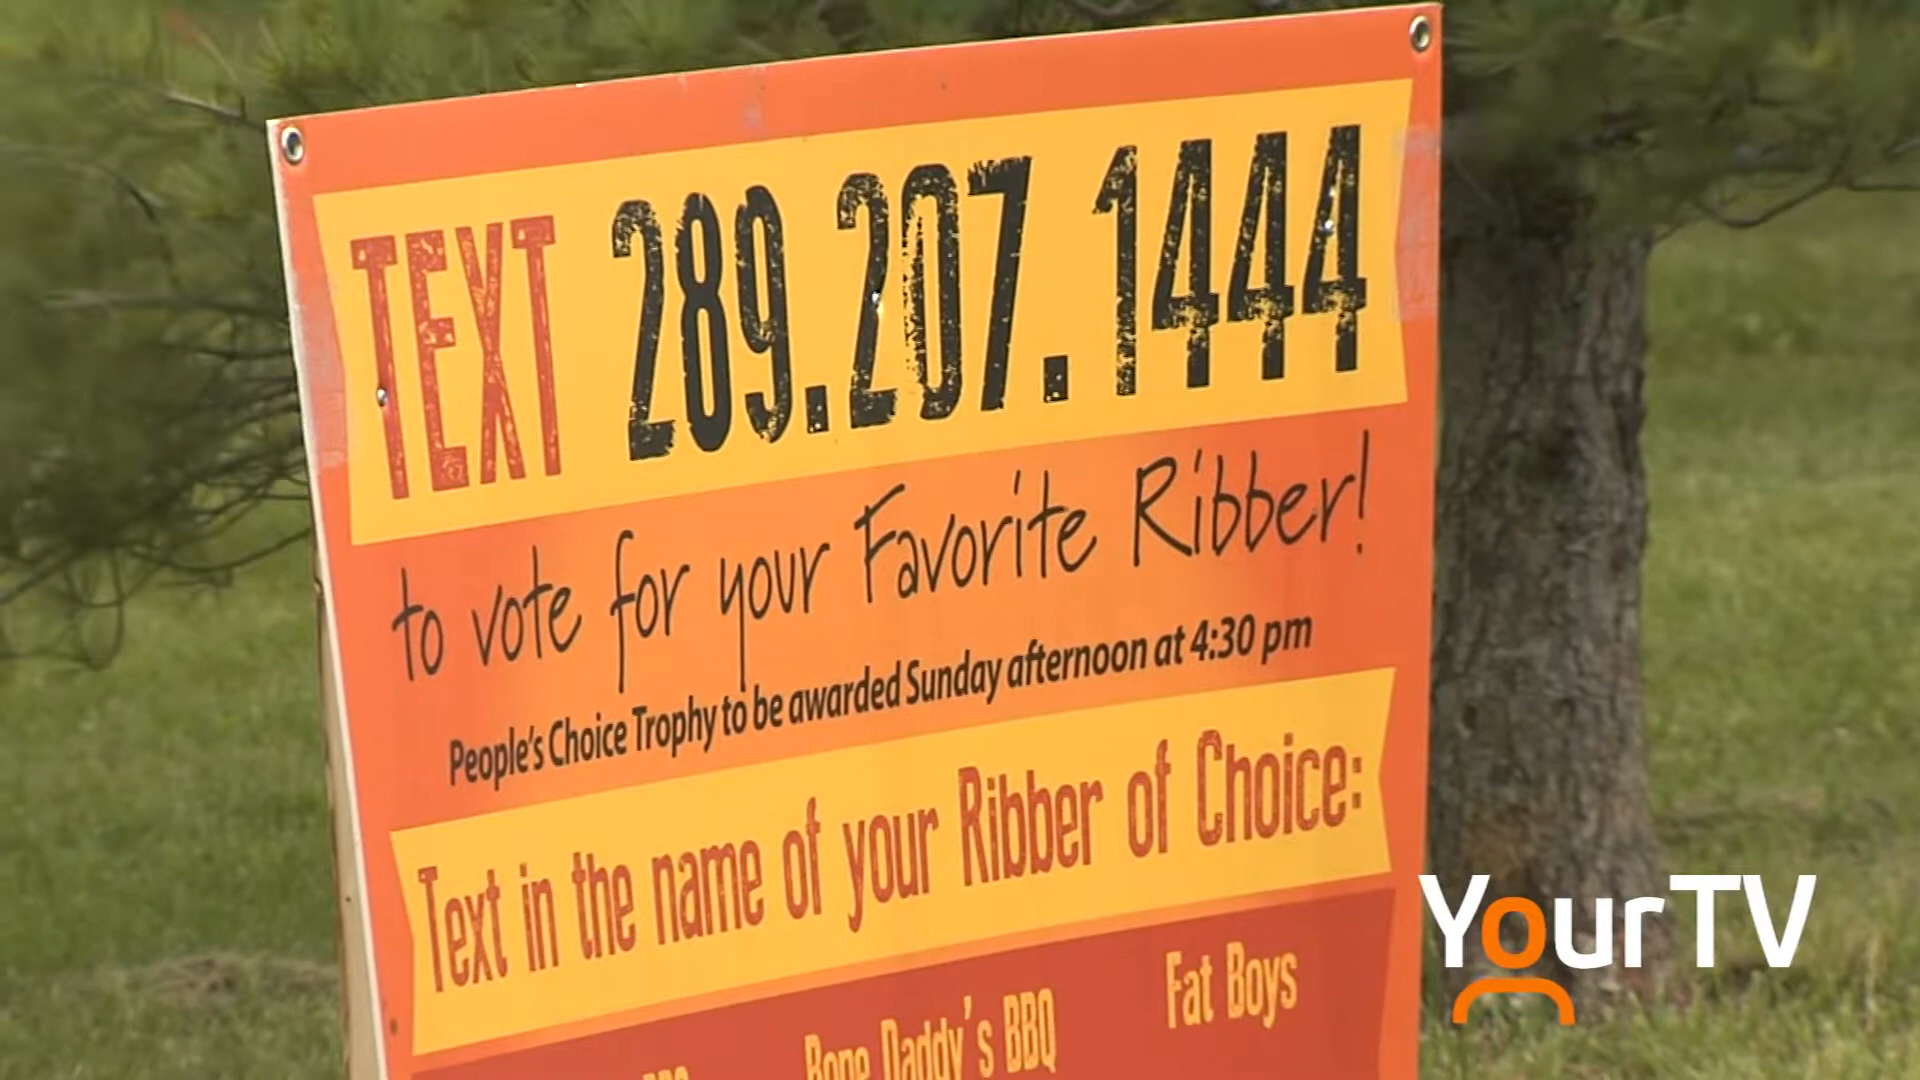 TEXT 289.207.1444
to vote for your Favorite Ribber!
People's Choice Trophy to be awarded Sunday afternoon at 4:30 pm
Text in the name of your Ribber of Choice:
Bone Daddy's BBQ
Fat Boys
YourTV